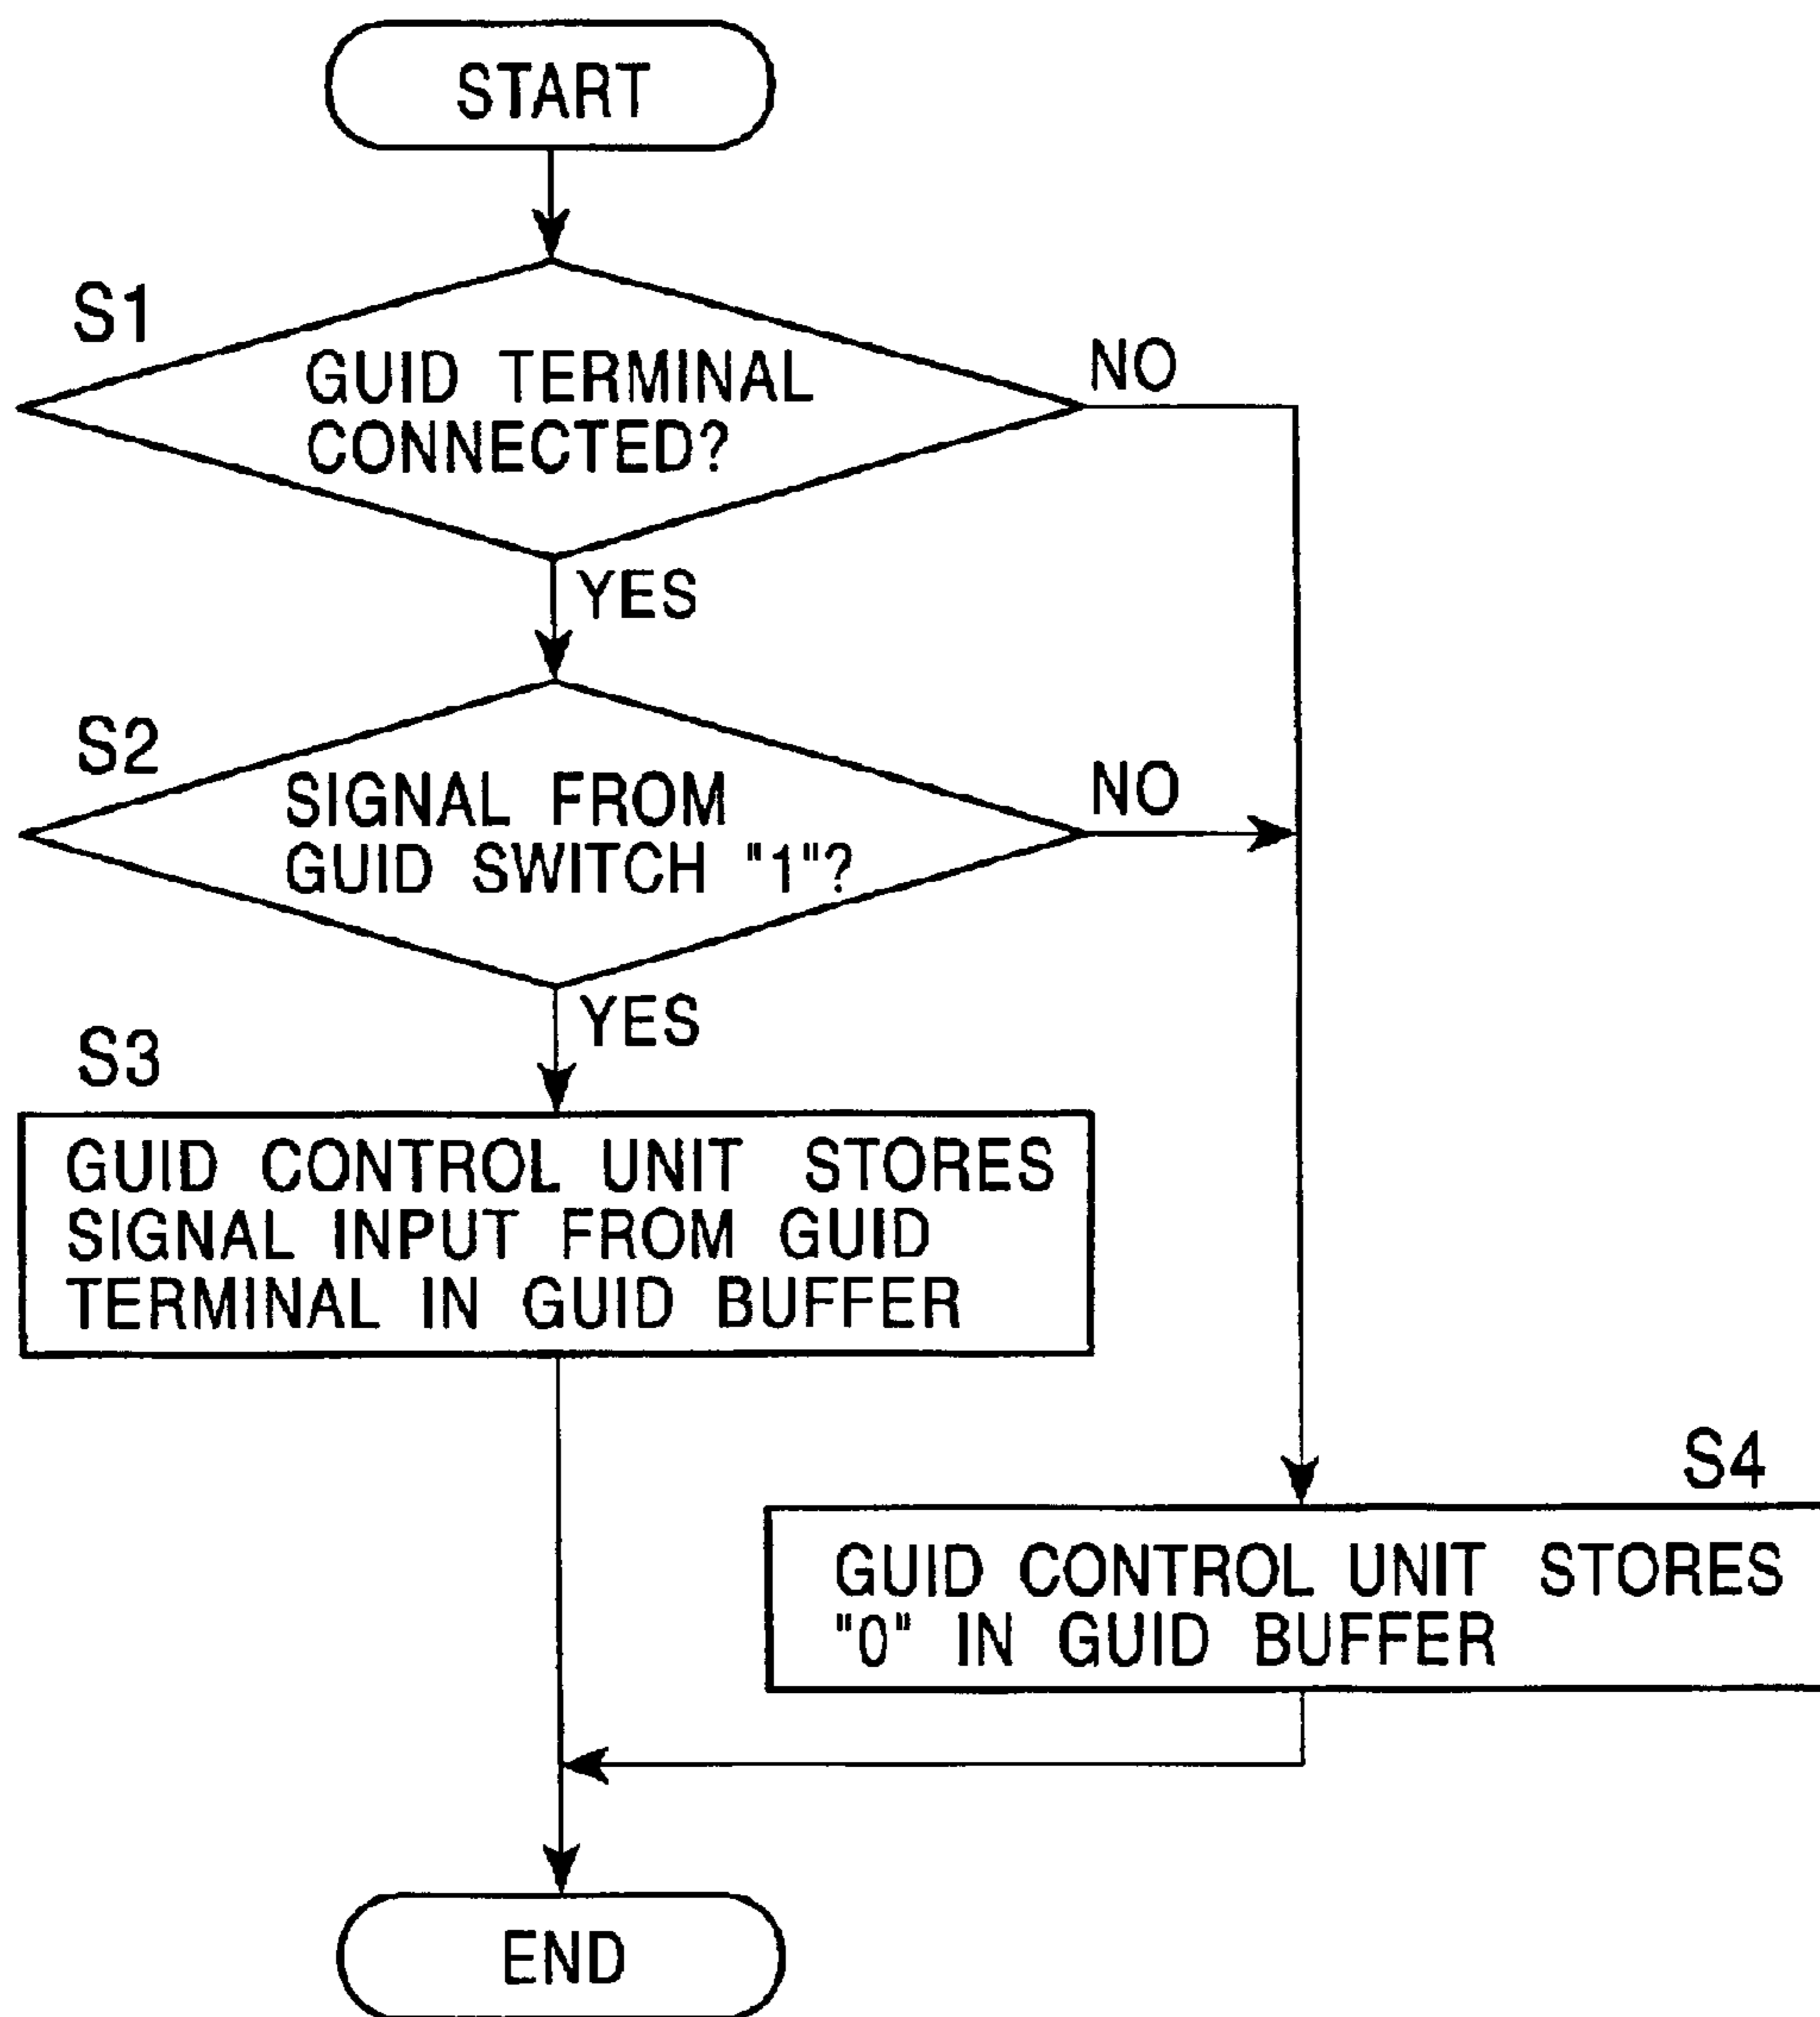 START
S1
GUID TERMINAL
CONNECTED?
NO
YES
S2
SIGNAL FROM
GUID SWITCH "1"?
NO
YES
S3
GUID CONTROL UNIT STORES
SIGNAL INPUT FROM GUID
TERMINAL IN GUID BUFFER
S4
GUID CONTROL UNIT STORES
"0" IN GUID BUFFER
END